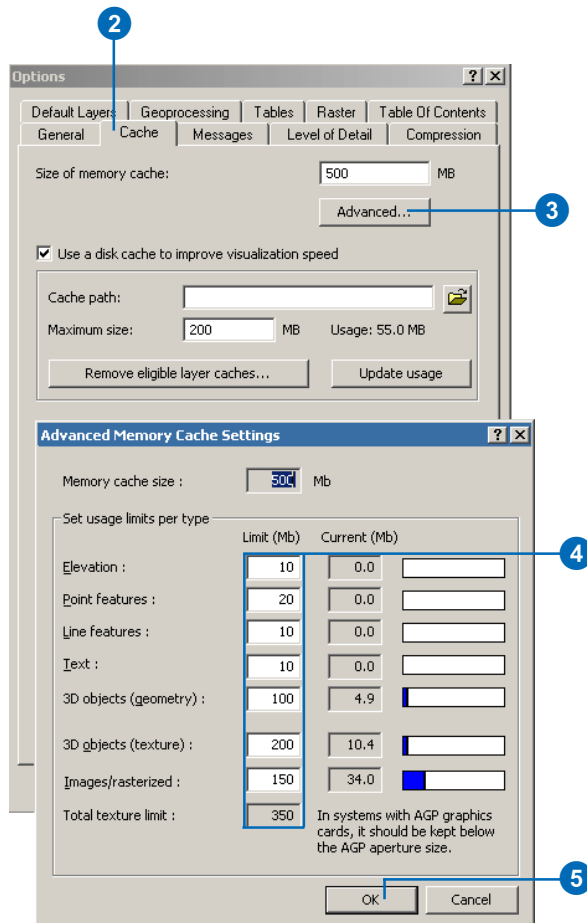 2
Options
Default Layers Geoprocessing Tables Raster Table Of Contents
General Cache Messages Level of Detail Compression
Size of memory cache: 500 MB
Advanced... 3
Use a disk cache to improve visualization speed
Cache path:
Maximum size: 200 MB Usage: 55.0 MB
Remove eligible layer caches... Update usage
Advanced Memory Cache Settings
Memory cache size : 500 Mb
Set usage limits per type
Limit (Mb) Current (Mb)
4
Elevation : 10 0.0
Point features : 20 0.0
Line features : 10 0.0
Text : 10 0.0
3D objects (geometry) : 100 4.9
3D objects (texture) : 200 10.4
Images/rasterized : 150 34.0
Total texture limit : 350 In systems with AGP graphics
cards, it should be kept below
the AGP aperture size.
5
OK Cancel